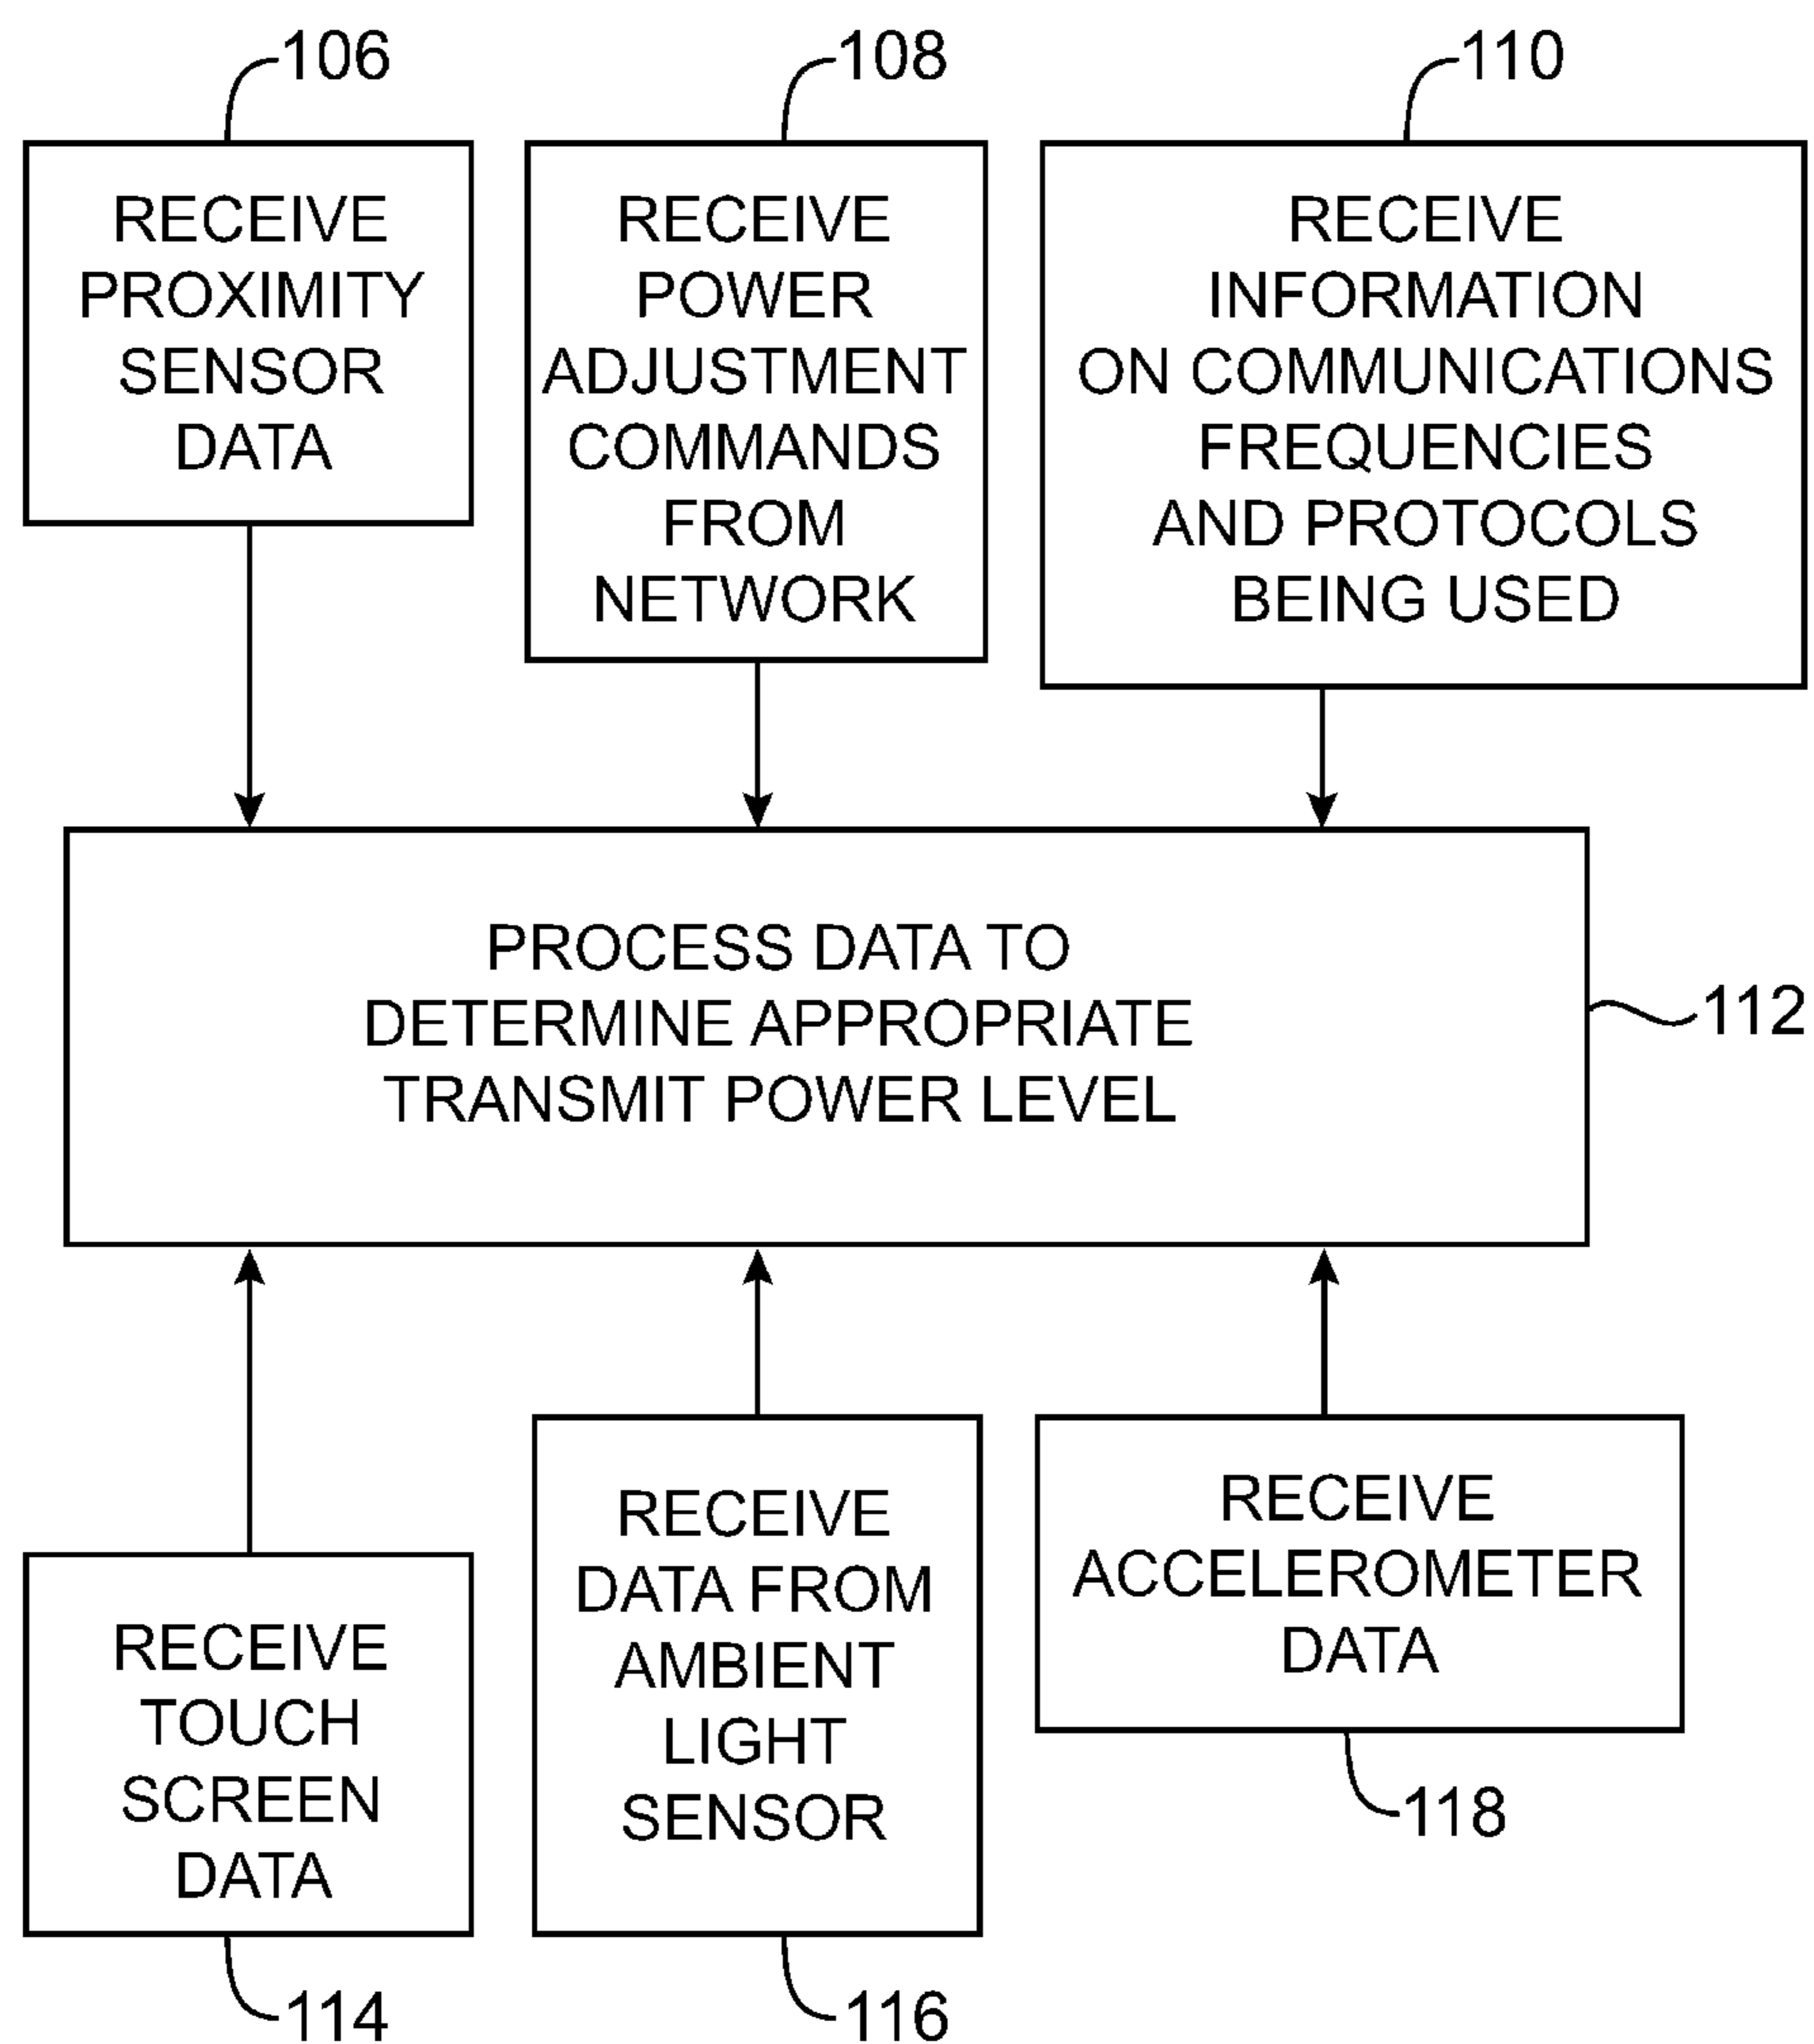 106
108
110
RECEIVE
PROXIMITY
SENSOR
DATA
RECEIVE
POWER
ADJUSTMENT
COMMANDS
FROM
NETWORK
RECEIVE
INFORMATION
ON COMMUNICATIONS
FREQUENCIES
AND PROTOCOLS
BEING USED
PROCESS DATA TO
DETERMINE APPROPRIATE
TRANSMIT POWER LEVEL
112
RECEIVE
TOUCH
SCREEN
DATA
114
RECEIVE
DATA FROM
AMBIENT
LIGHT
SENSOR
116
RECEIVE
ACCELEROMETER
DATA
118